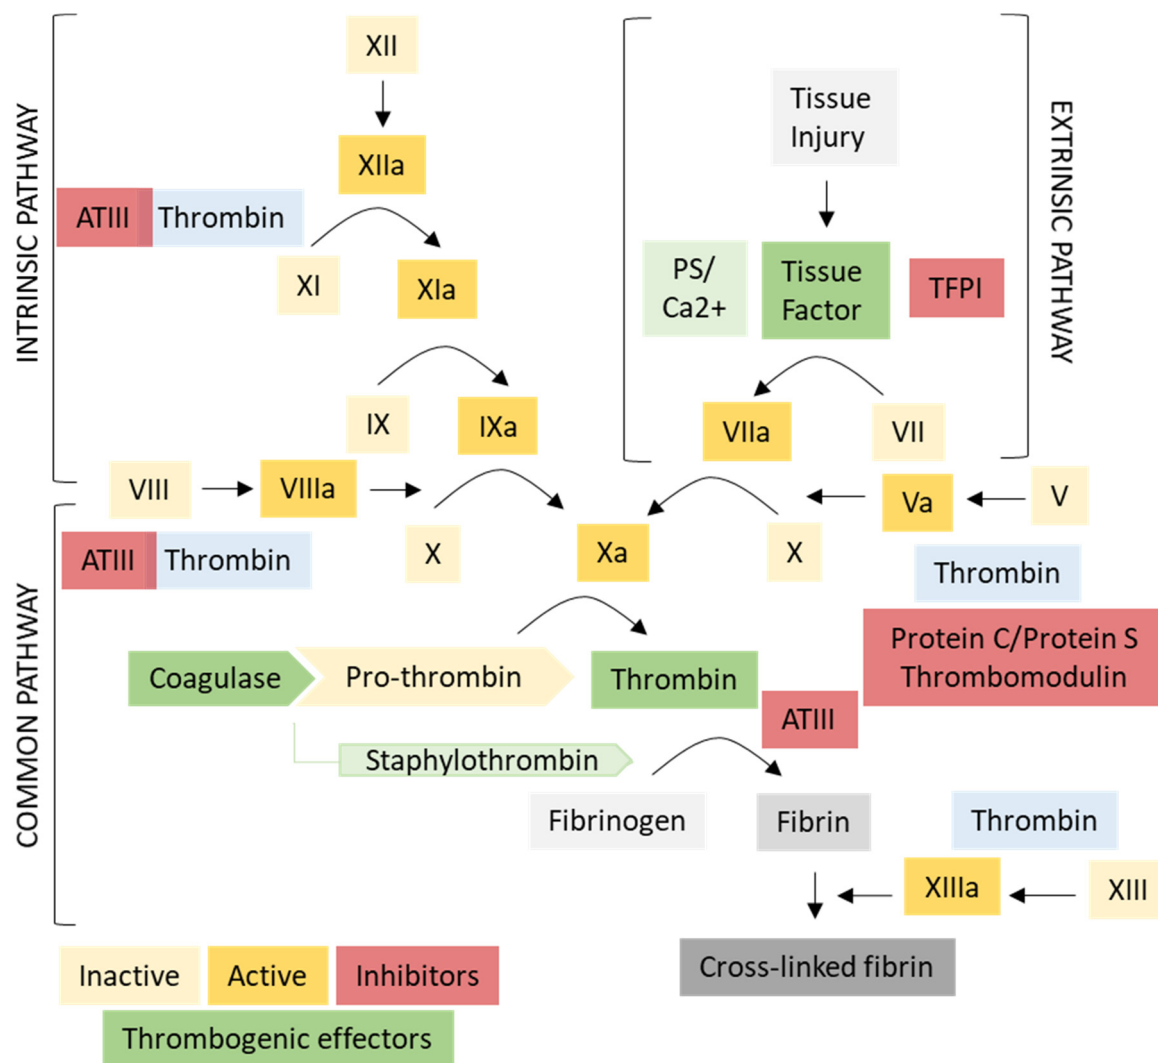 INTRINSIC PATHWAY
XII
XIIa
ATIII
Thrombin
XI
XIa
IX
IXa
VIII
VIIIa
EXTRINSIC PATHWAY
Tissue
Injury
PS/
Ca2+
Tissue
Factor
TFPI
VIIa
VII
Va
V
COMMON PATHWAY
ATIII
Thrombin
X
Xa
X
Thrombin
Protein C/Protein S
Thrombomodulin
Coagulase
Pro-thrombin
Thrombin
ATIII
Staphylothrombin
Fibrinogen
Fibrin
Thrombin
XIIIa
XIII
Cross-linked fibrin
Inactive
Active
Inhibitors
Thrombogenic effectors